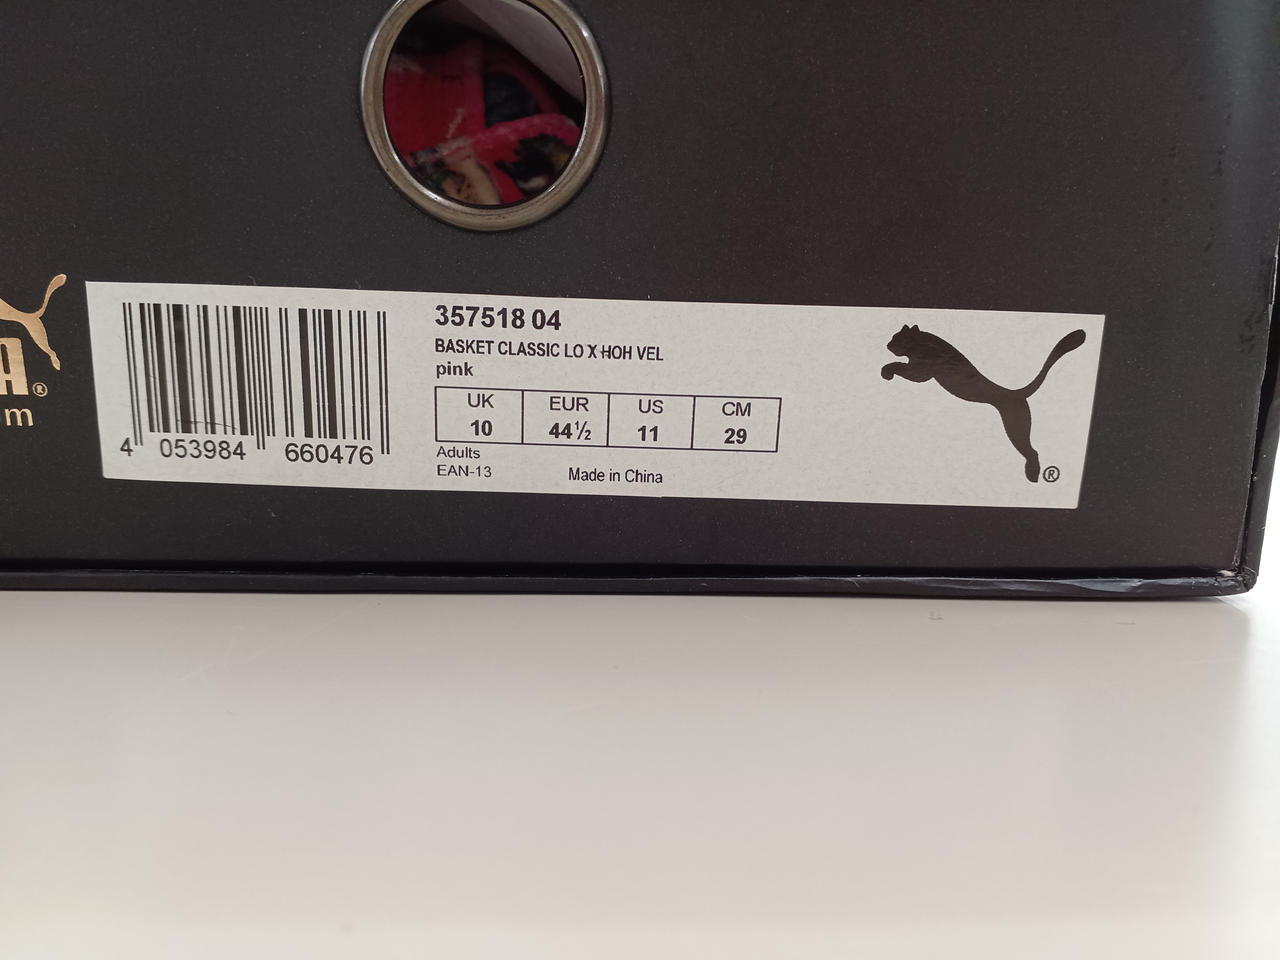 357518 04
BASKET CLASSIC LO X HOH VEL
pink
UK EUR US CM
10 44½ 11 29
Adults
EAN-13 Made in China
4 053984 660476
®
A®
m